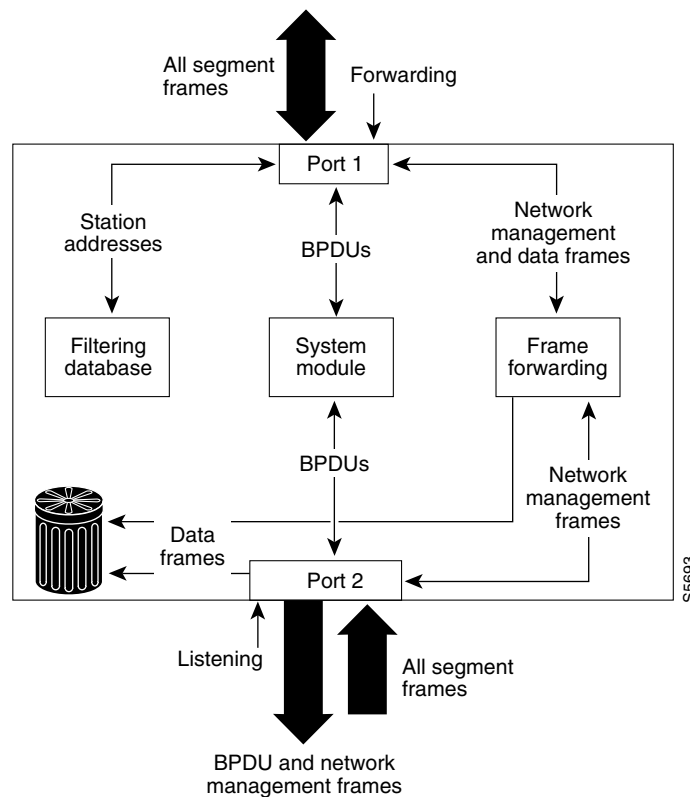 All segment
frames
Forwarding
Port 1
Station
addresses
BPDUs
Network
management
and data frames
Filtering
database
System
module
Frame
forwarding
BPDUs
Network
management
frames
Data
frames
Port 2
S5693
Listening
All segment
frames
BPDU and network
management frames